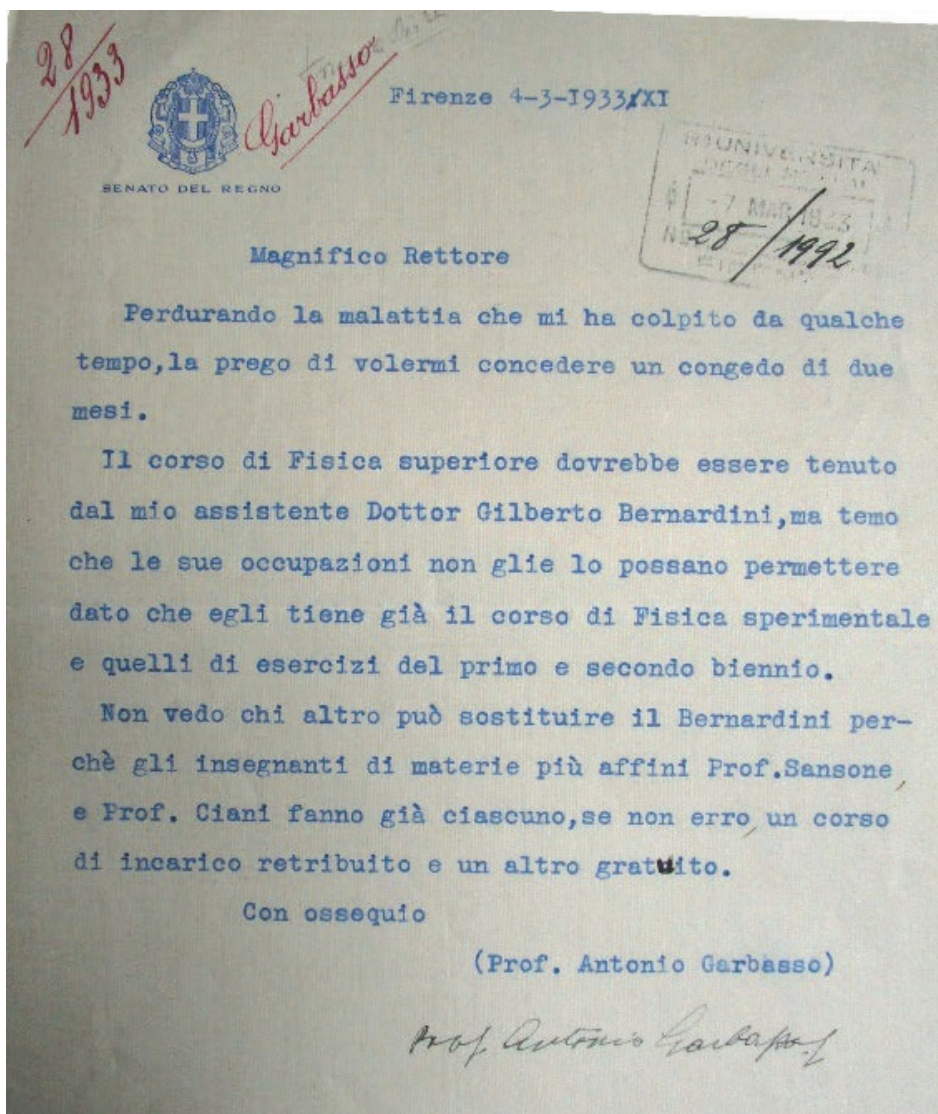 28/1933
Garbasso
Firenze 4-3-I933/XI
SENATO DEL REGNO
R. UNIVERSITA
DEGLI STUDI
-7 MAR 1933
No 28/1992
Magnifico Rettore
Perdurando la malattia che mi ha colpito da qualche
tempo,la prego di volermi concedere un congedo di due
mesi.
Il corso di Fisica superiore dovrebbe essere tenuto
dal mio assistente Dottor Gilberto Bernardini,ma temo
che le sue occupazioni non glie lo possano permettere
dato che egli tiene già il corso di Fisica sperimentale
e quelli di esercizi del primo e secondo biennio.
Non vedo chi altro può sostituire il Bernardini per-
chè gli insegnanti di materie più affini Prof.Sansone,
e Prof. Ciani fanno già ciascuno,se non erro, un corso
di incarico retribuito e un altro gratuito.
Con ossequio
(Prof. Antonio Garbasso)
Prof Antonio Garbasso